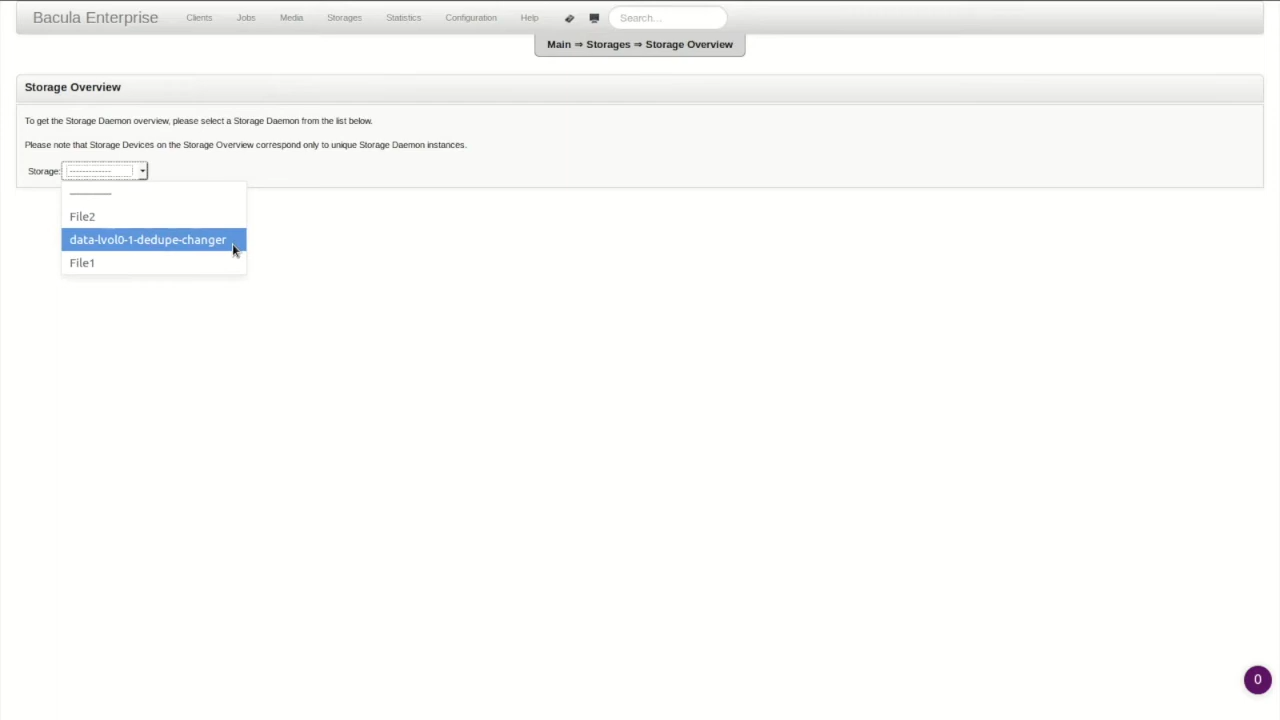 Bacula Enterprise Clients Jobs Media Storages Statistics Configuration Help Search...
Main ⇒ Storages ⇒ Storage Overview
Storage Overview
To get the Storage Daemon overview, please select a Storage Daemon from the list below.
Please note that Storage Devices on the Storage Overview correspond only to unique Storage Daemon instances.
Storage: -------------
-------------
File2
data-lvol0-1-dedupe-changer
File1
0